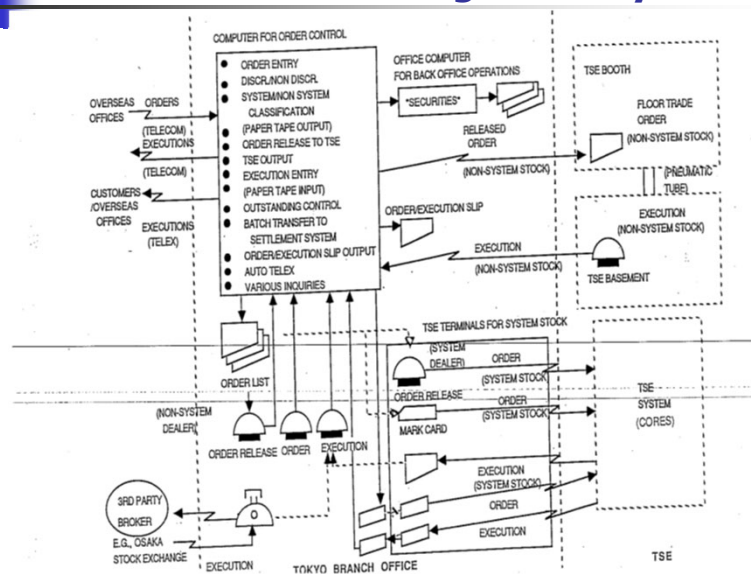 COMPUTER FOR ORDER CONTROL
ORDER ENTRY
DISCR./NON DISCR.
SYSTEM/NON SYSTEM
CLASSIFICATION
(PAPER TAPE OUTPUT)
ORDER RELEASE TO TSE
TSE OUTPUT
EXECUTION ENTRY
(PAPER TAPE INPUT)
OUTSTANDING CONTROL
BATCH TRANSFER TO
SETTLEMENT SYSTEM
ORDER/EXECUTION SLIP OUTPUT
AUTO TELEX
VARIOUS INQUIRIES
OVERSEAS ORDERS
OFFICES
(TELECOM)
EXECUTIONS
(TELECOM)
CUSTOMERS
/OVERSEAS
OFFICES
EXECUTIONS
(TELEX)
OFFICE COMPUTER
FOR BACK OFFICE OPERATIONS
"SECURITIES"
RELEASED
ORDER
(NON-SYSTEM STOCK)
ORDER/EXECUTION SLIP
EXECUTION
(NON-SYSTEM STOCK)
TSE BOOTH
FLOOR TRADE
ORDER
(NON-SYSTEM STOCK)
(PNEUMATIC
TUBE)
EXECUTION
(NON-SYSTEM STOCK)
TSE BASEMENT
ORDER LIST
(NON-SYSTEM
DEALER)
ORDER RELEASE
ORDER
EXECUTION
TSE TERMINALS FOR SYSTEM STOCK
(SYSTEM
DEALER)
ORDER
(SYSTEM STOCK
ORDER RELEASE
ORDER
(SYSTEM STOCK
MARK CARD
EXECUTION
(SYSTEM STOCK)
ORDER
EXECUTION
TSE
SYSTEM
(CORES)
3RD PARTY
BROKER
E.G., OSAKA
STOCK EXCHANGE
EXECUTION
TOKYO BRANCH OFFICE
TSE